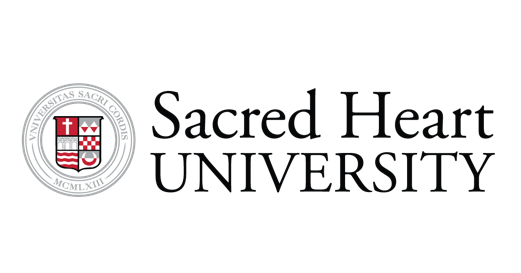 VNIVERSITAS SACRI CORDIS
MCMLXIII
Sacred Heart
UNIVERSITY